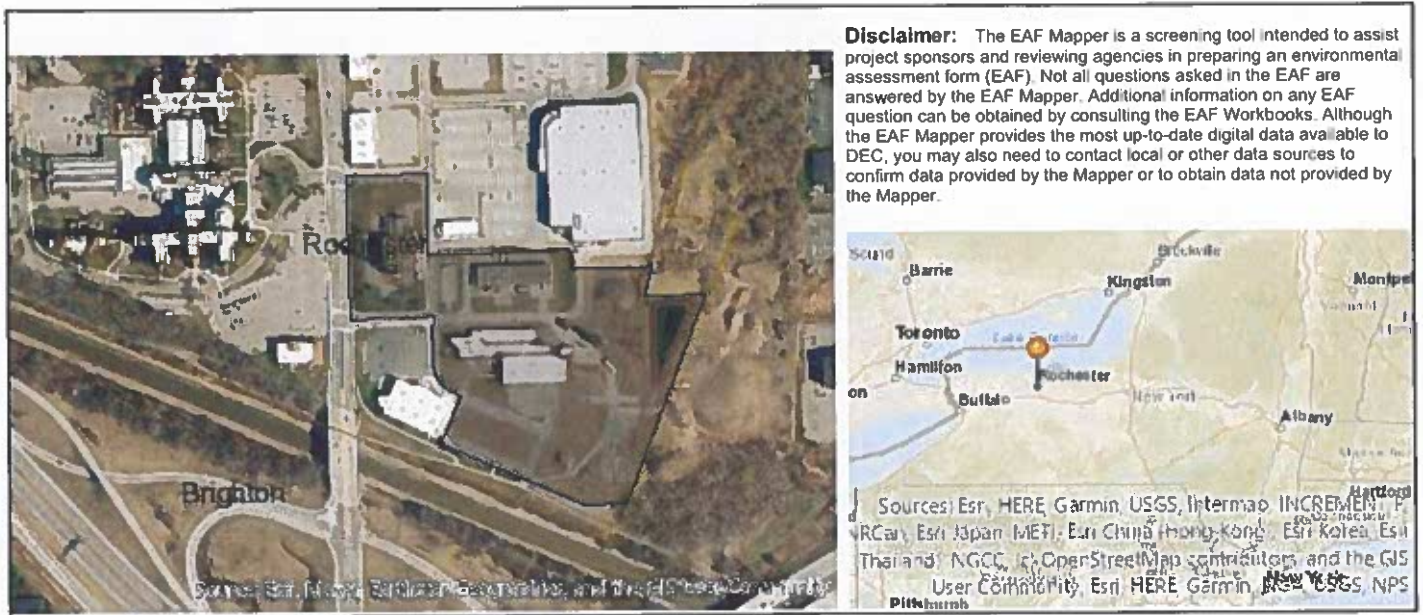 Disclaimer: The EAF Mapper is a screening tool intended to assist
project sponsors and reviewing agencies in preparing an environmental
assessment form (EAF). Not all questions asked in the EAF are
answered by the EAF Mapper. Additional information on any EAF
question can be obtained by consulting the EAF Workbooks. Although
the EAF Mapper provides the most up-to-date digital data available to
DEC, you may also need to contact local or other data sources to
confirm data provided by the Mapper or to obtain data not provided by
the Mapper.
Rochester
Brighton
Barrie
Brockville
Kingston
Toronto
Hamilton
Rochester
Buffalo
Albany
Hartford
Sources: Esri, HERE, Garmin, USGS, Intermap, INCREMENT P,
NRCan, Esri Japan, METI, Esri China (Hong Kong), Esri Korea, Esri
Thailand), NGCC, (c) OpenStreetMap contributors, and the GIS
User Community, Esri, HERE, Garmin, USGS, NPS
Pittsburgh